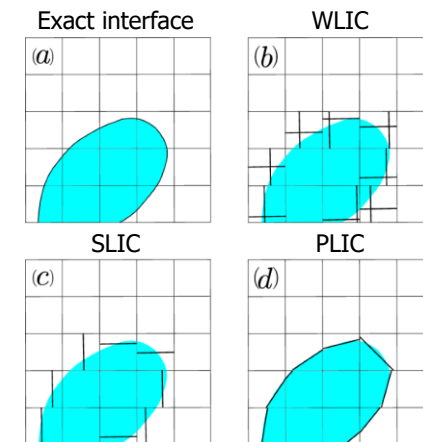 Exact interface
WLIC
(a)
(b)
SLIC
PLIC
(c)
(d)